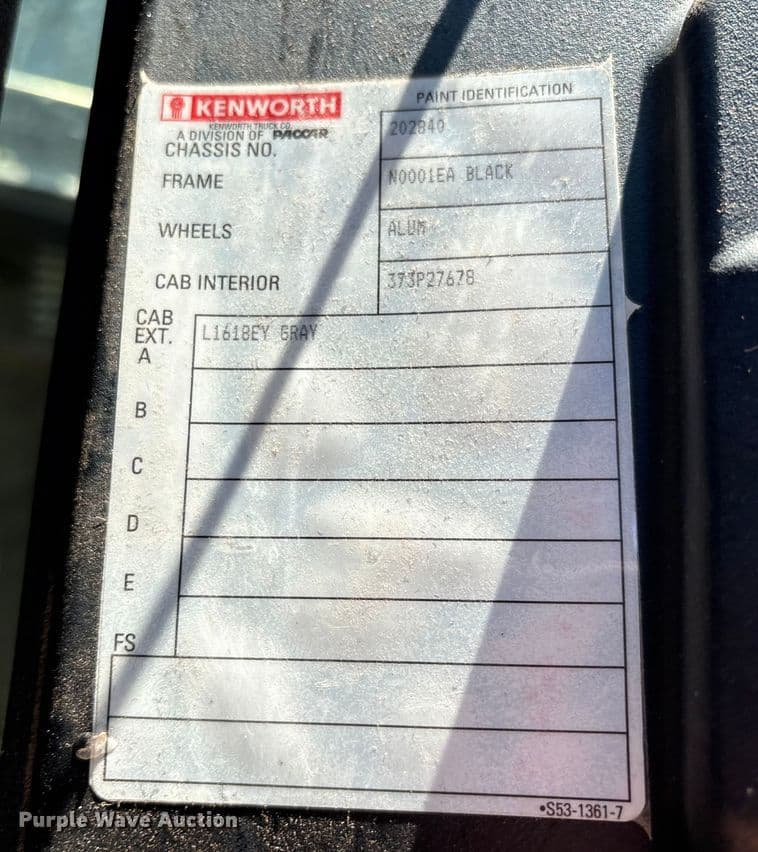 KENWORTH
KENWORTH TRUCK CO.
A DIVISION OF PACCAR
PAINT IDENTIFICATION
CHASSIS NO. 202840
FRAME N0001EA BLACK
WHEELS ALUM
CAB INTERIOR 373P27678
CAB
EXT.
A L1618EY GRAY
B
C
D
E
FS
•S53-1361-7
Purple Wave Auction